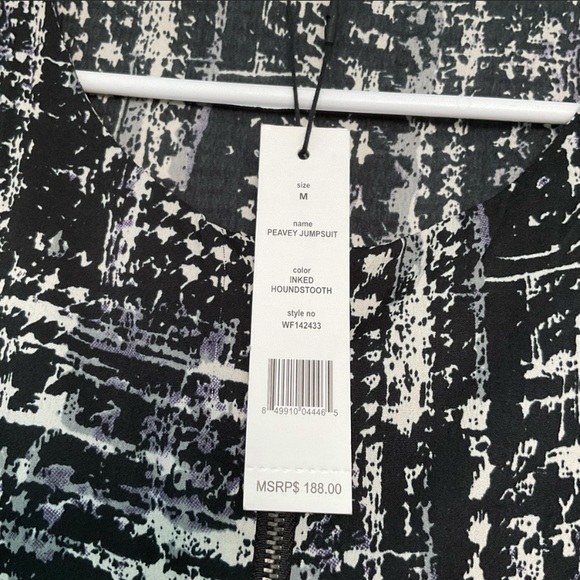 size
M
name
PEAVEY JUMPSUIT
color
INKED
HOUNDSTOOTH
style no
WF142433
8 49910 04446 5
MSRP$ 188.00